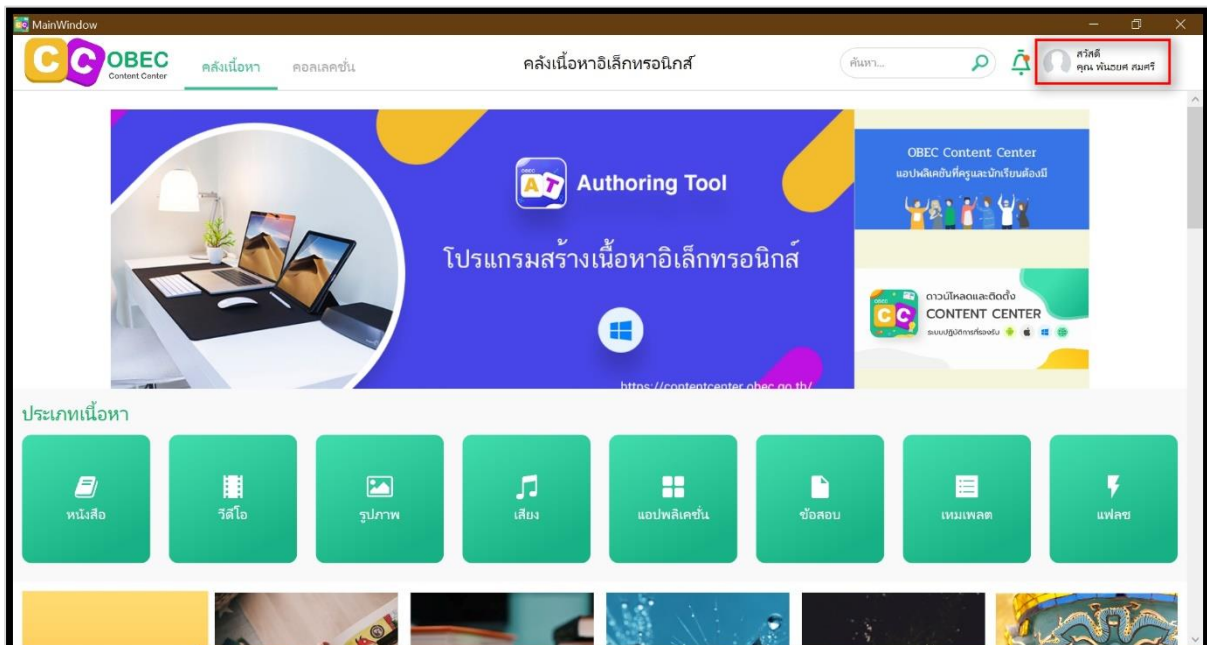 MainWindow
CC OBEC
Content Center
คลังเนื้อหา
คอลเลคชั่น
คลังเนื้อหาอิเล็กทรอนิกส์
ค้นหา...
สวัสดี
คุณ พันธยศ สมศรี
OBEC
AT
Authoring Tool
โปรแกรมสร้างเนื้อหาอิเล็กทรอนิกส์
https://contentcenter.obec.go.th/
OBEC Content Center
แอปพลิเคชันที่ครูและนักเรียนต้องมี
OBEC
CC
ดาวน์โหลดและติดตั้ง
CONTENT CENTER
ระบบปฏิบัติการที่รองรับ
ประเภทเนื้อหา
หนังสือ
วีดีโอ
รูปภาพ
เสียง
แอปพลิเคชั่น
ข้อสอบ
เทมเพลต
แฟลช